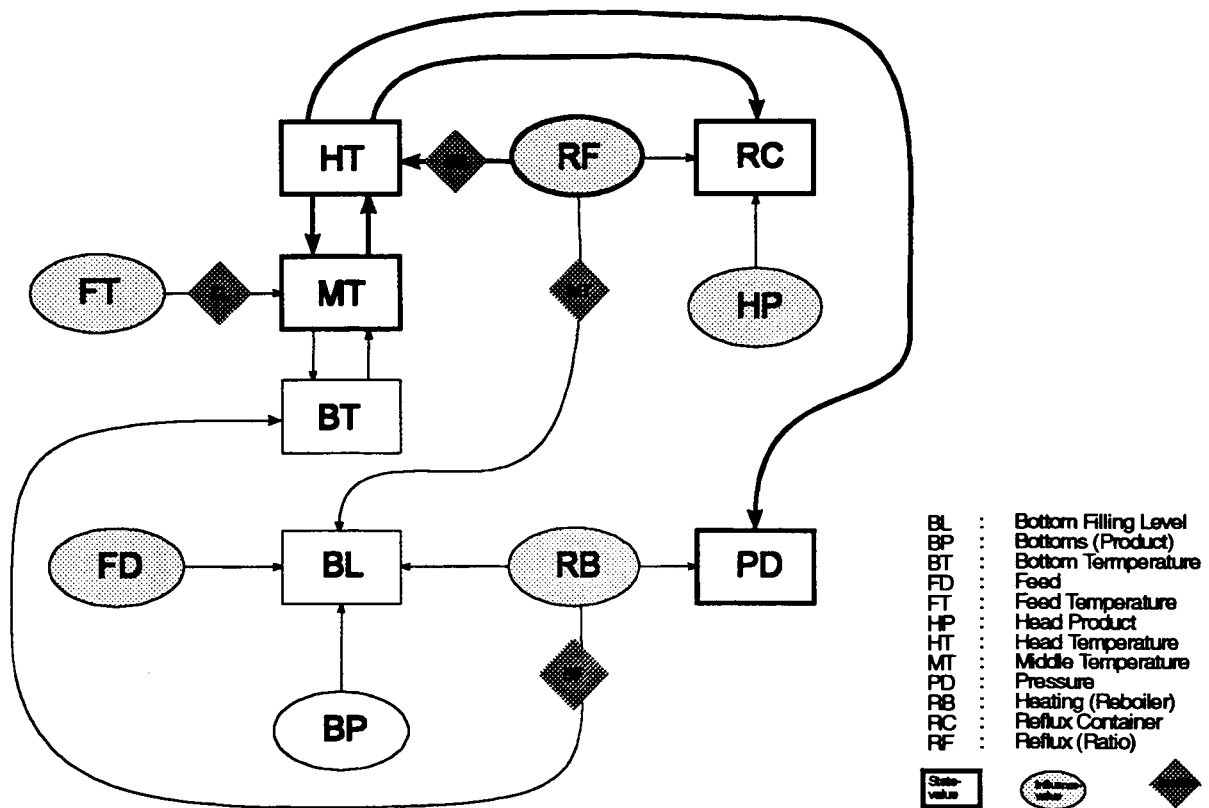 HT
RF
RC
FT
MT
HP
BT
FD
BL
RB
PD
BP
BL : Bottom Filling Level
BP : Bottoms (Product)
BT : Bottom Termperature
FD : Feed
FT : Feed Temperature
HP : Head Product
HT : Head Temperature
MT : Middle Temperature
PD : Pressure
RB : Heating (Reboiler)
RC : Reflux Container
RF : Reflux (Ratio)
State-
value
Influence-
value